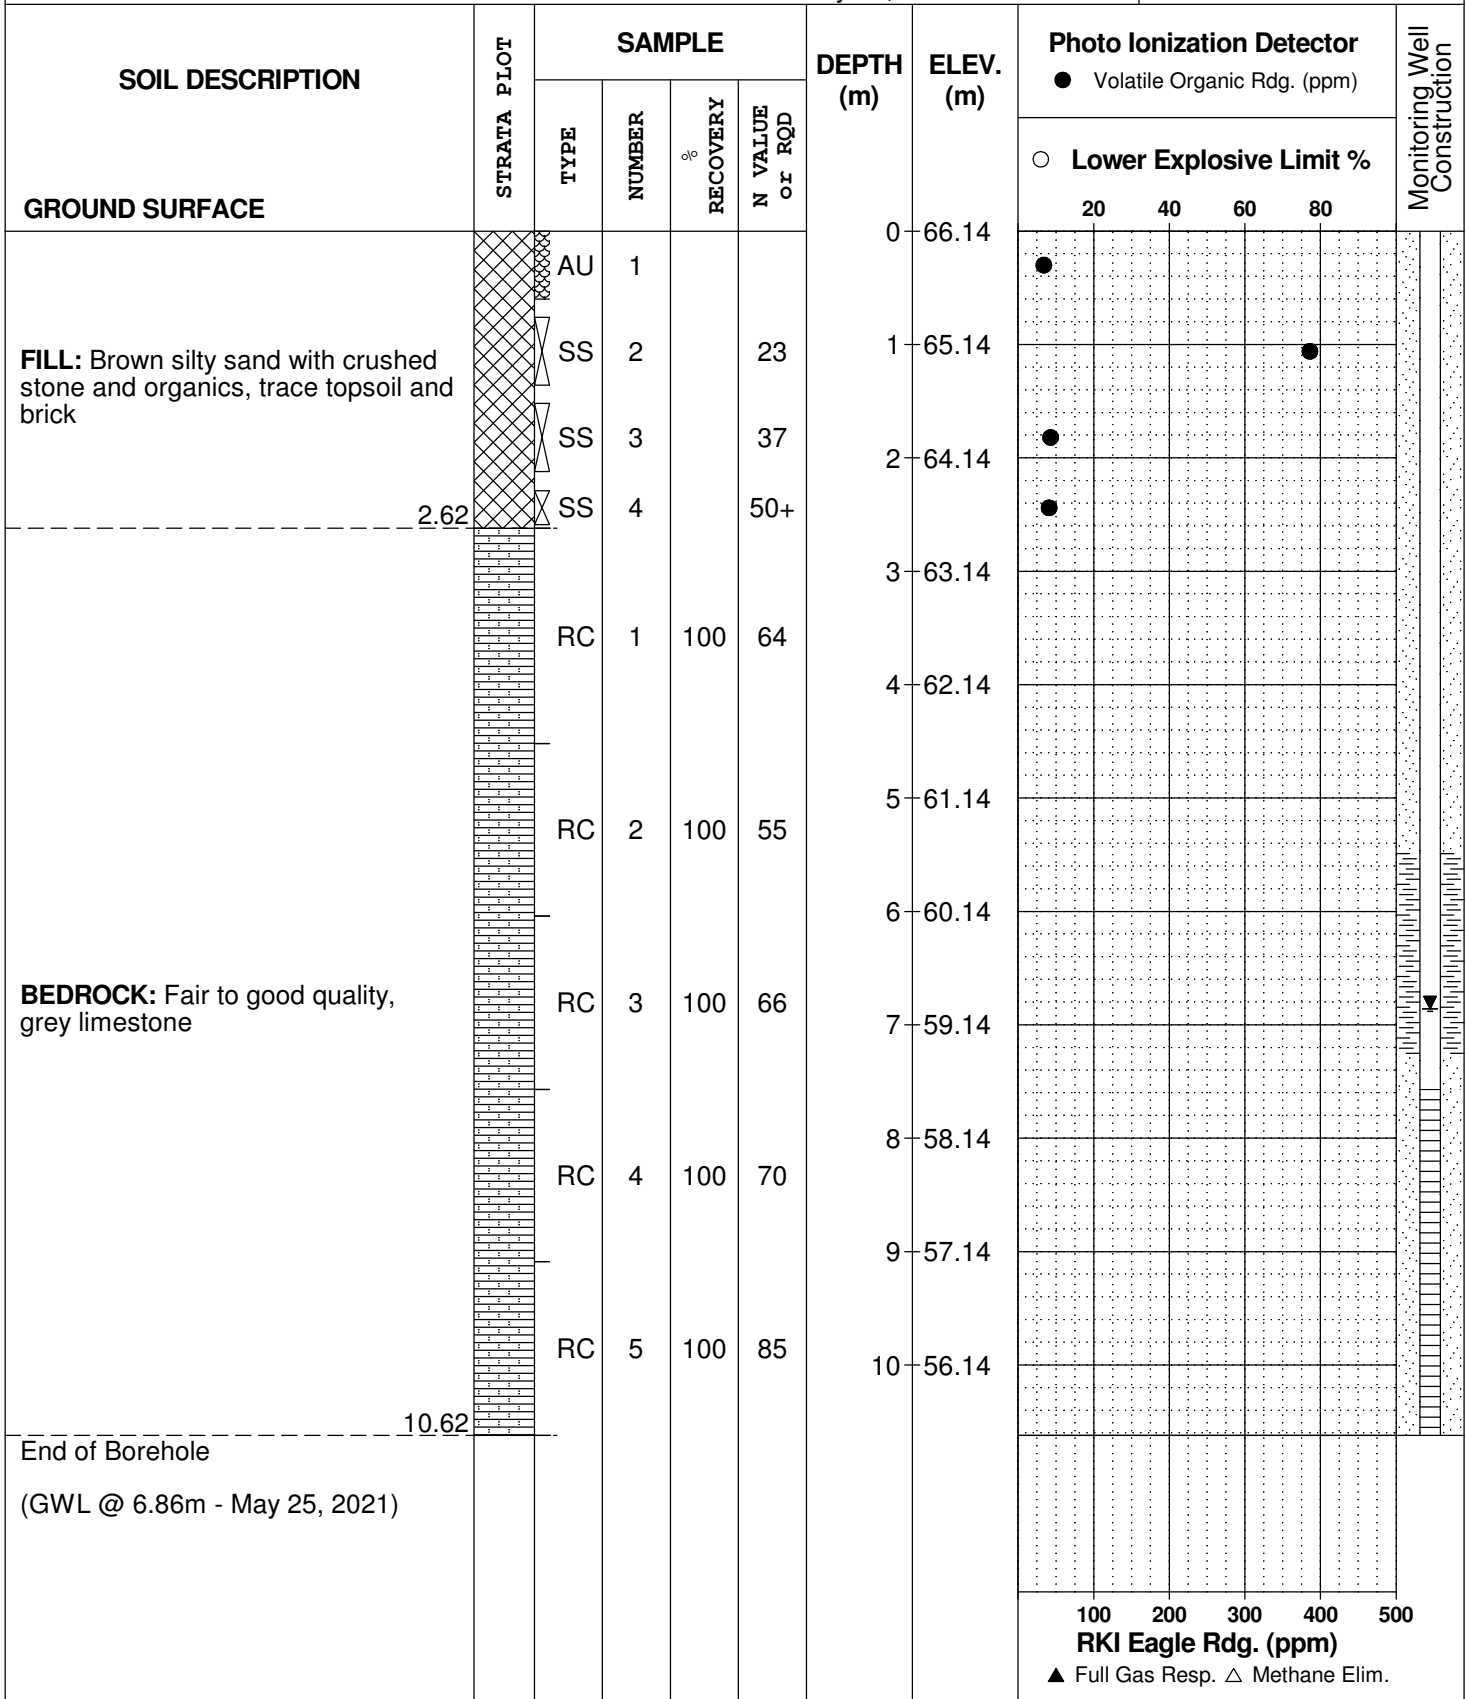 SOIL DESCRIPTION
GROUND SURFACE
STRATA PLOT
SAMPLE
TYPE
NUMBER
%
RECOVERY
N VALUE
or RQD
DEPTH
(m)
ELEV.
(m)
Photo Ionization Detector
● Volatile Organic Rdg. (ppm)
○ Lower Explosive Limit %
20 40 60 80
Monitoring Well
Construction
0 66.14
AU 1
1 65.14
SS 2 23
FILL: Brown silty sand with crushed
stone and organics, trace topsoil and
brick
SS 3 37
2 64.14
SS 4 50+
2.62
3 63.14
RC 1 100 64
4 62.14
5 61.14
RC 2 100 55
6 60.14
BEDROCK: Fair to good quality,
grey limestone
RC 3 100 66
7 59.14
8 58.14
RC 4 100 70
9 57.14
RC 5 100 85
10 56.14
10.62
End of Borehole
(GWL @ 6.86m - May 25, 2021)
100 200 300 400 500
RKI Eagle Rdg. (ppm)
▲ Full Gas Resp. △ Methane Elim.